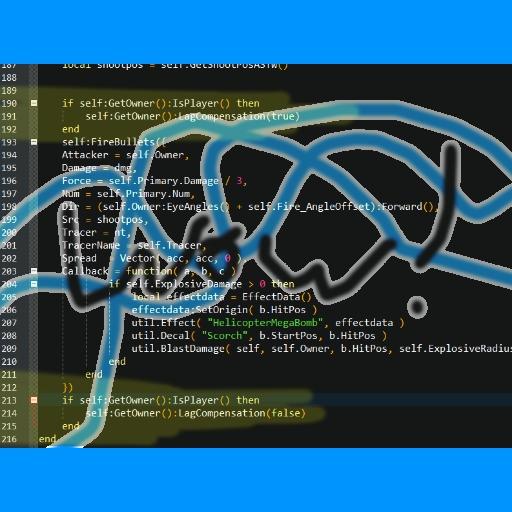 187 local shootpos = self:GetShootPosASTW()
188
189
190 if self:GetOwner():IsPlayer() then
191 self:GetOwner():LagCompensation(true)
192 end
193 self:FireBullets({
194 Attacker = self.Owner,
195 Damage = dmg,
196 Force = self.Primary.Damage / 3,
197 Num = self.Primary.Num,
198 Dir = (self.Owner:EyeAngles() + self.Fire_AngleOffset):Forward(),
199 Src = shootpos,
200 Tracer = nt,
201 TracerName = self.Tracer,
202 Spread = Vector( acc, acc, 0 ),
203 Callback = function( a, b, c )
204 if self.ExplosiveDamage > 0 then
205 local effectdata = EffectData()
206 effectdata:SetOrigin( b.HitPos )
207 util.Effect( "HelicopterMegaBomb", effectdata )
208 util.Decal( "Scorch", b.StartPos, b.HitPos )
209 util.BlastDamage( self, self.Owner, b.HitPos, self.ExplosiveRadius
210 end
211 end
212 })
213 if self:GetOwner():IsPlayer() then
214 self:GetOwner():LagCompensation(false)
215 end
216 end